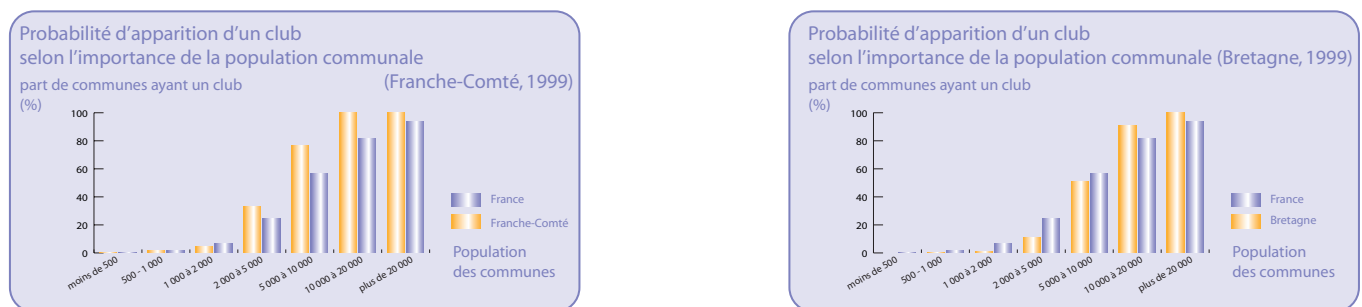 Probabilité d'apparition d'un club
selon l'importance de la population communale
(Franche-Comté, 1999)
part de communes ayant un club
(%)
100
80
60
40
20
0
moins de 500
500 - 1 000
1 000 à 2 000
2 000 à 5 000
5 000 à 10 000
10 000 à 20 000
plus de 20 000
France
Franche-Comté
Population
des communes
Probabilité d'apparition d'un club
selon l'importance de la population communale (Bretagne, 1999)
part de communes ayant un club
(%)
100
80
60
40
20
0
moins de 500
500 - 1 000
1 000 à 2 000
2 000 à 5 000
5 000 à 10 000
10 000 à 20 000
plus de 20 000
France
Bretagne
Population
des communes